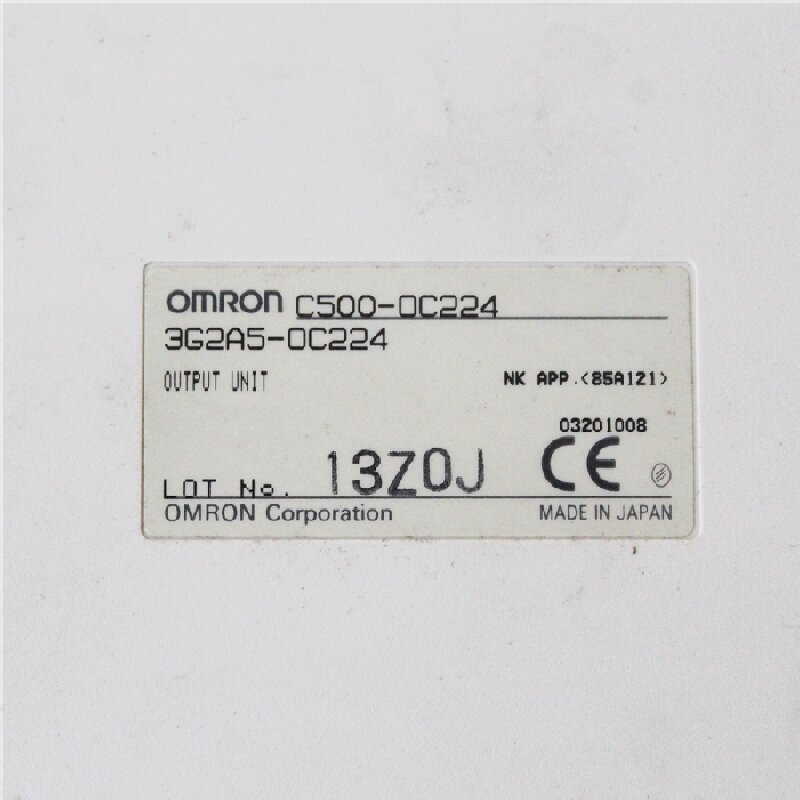 OMRON C500-OC224
3G2A5-OC224
OUTPUT UNIT NK APP.<85A121>
03201008
LOT No. 13Z0J CE
OMRON Corporation MADE IN JAPAN